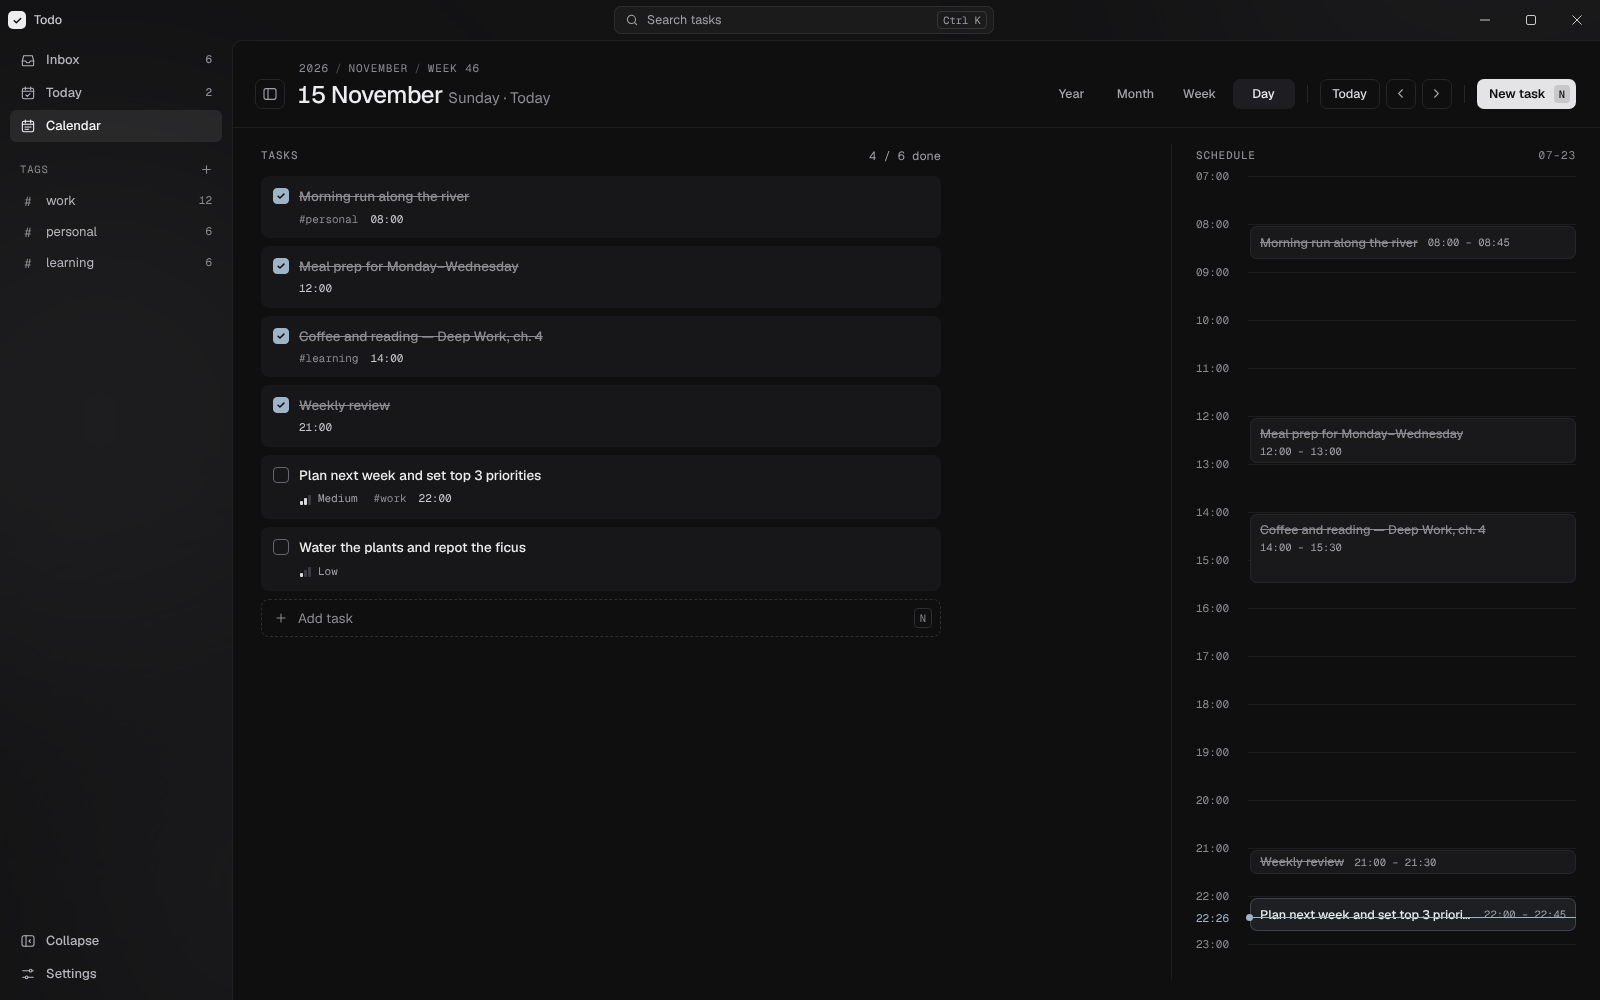 Todo
Search tasks
Ctrl K
Inbox 6
Today 2
Calendar
TAGS
# work 12
# personal 6
# learning 6
Collapse
Settings
2026 / NOVEMBER / WEEK 46
15 November Sunday · Today
Year Month Week Day
Today
New task N
TASKS 4 / 6 done
Morning run along the river
#personal 08:00
Meal prep for Monday–Wednesday
12:00
Coffee and reading — Deep Work, ch. 4
#learning 14:00
Weekly review
21:00
Plan next week and set top 3 priorities
Medium #work 22:00
Water the plants and repot the ficus
Low
Add task N
SCHEDULE 07–23
07:00
08:00
Morning run along the river 08:00 – 08:45
09:00
10:00
11:00
12:00
Meal prep for Monday–Wednesday
12:00 – 13:00
13:00
14:00
Coffee and reading — Deep Work, ch. 4
14:00 – 15:30
15:00
16:00
17:00
18:00
19:00
20:00
21:00
Weekly review 21:00 – 21:30
22:00
Plan next week and set top 3 priori… 22:00 – 22:45
22:26
23:00